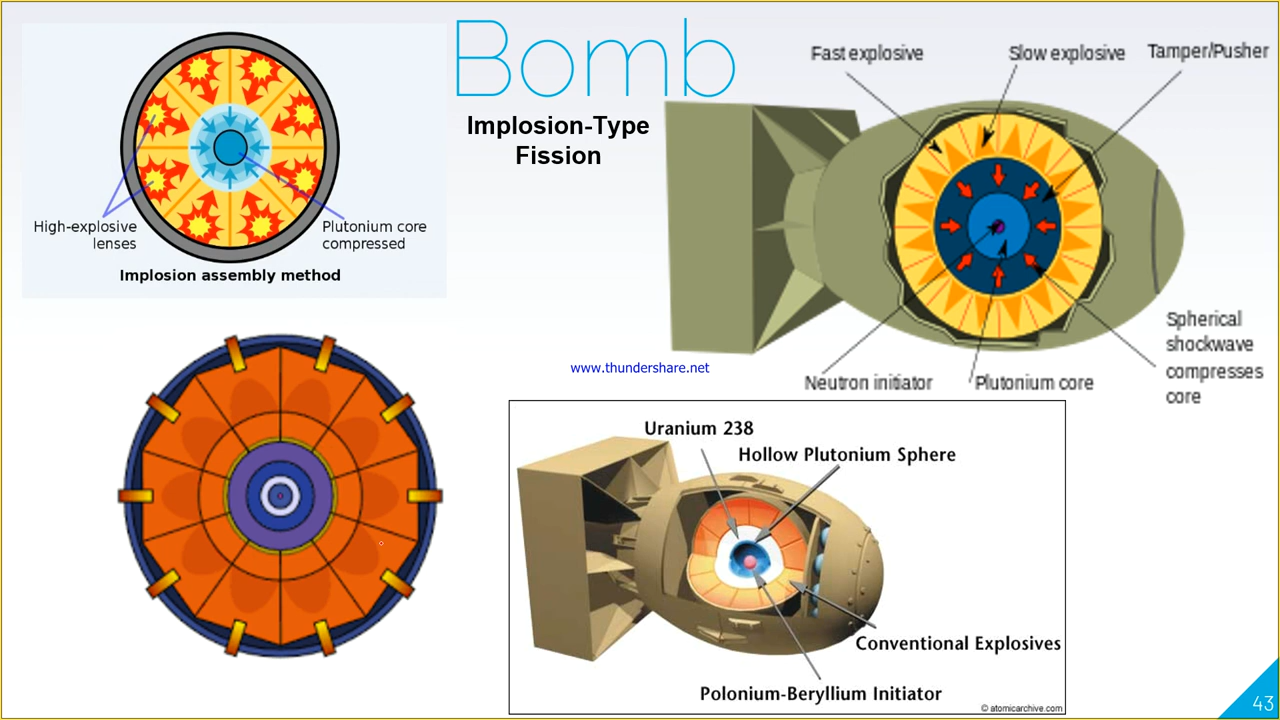 Bomb
Implosion-Type
Fission
High-explosive
lenses
Plutonium core
compressed
Implosion assembly method
Fast explosive
Slow explosive
Tamper/Pusher
Neutron initiator
Plutonium core
Spherical
shockwave
compresses
core
www.thundershare.net
Uranium 238
Hollow Plutonium Sphere
Conventional Explosives
Polonium-Beryllium Initiator
© atomicarchive.com
43